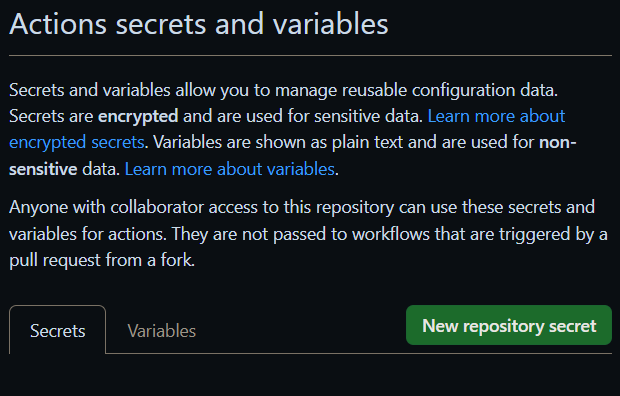 Actions secrets and variables
Secrets and variables allow you to manage reusable configuration data.
Secrets are encrypted and are used for sensitive data. Learn more about
encrypted secrets. Variables are shown as plain text and are used for non-
sensitive data. Learn more about variables.
Anyone with collaborator access to this repository can use these secrets and
variables for actions. They are not passed to workflows that are triggered by a
pull request from a fork.
Secrets Variables New repository secret